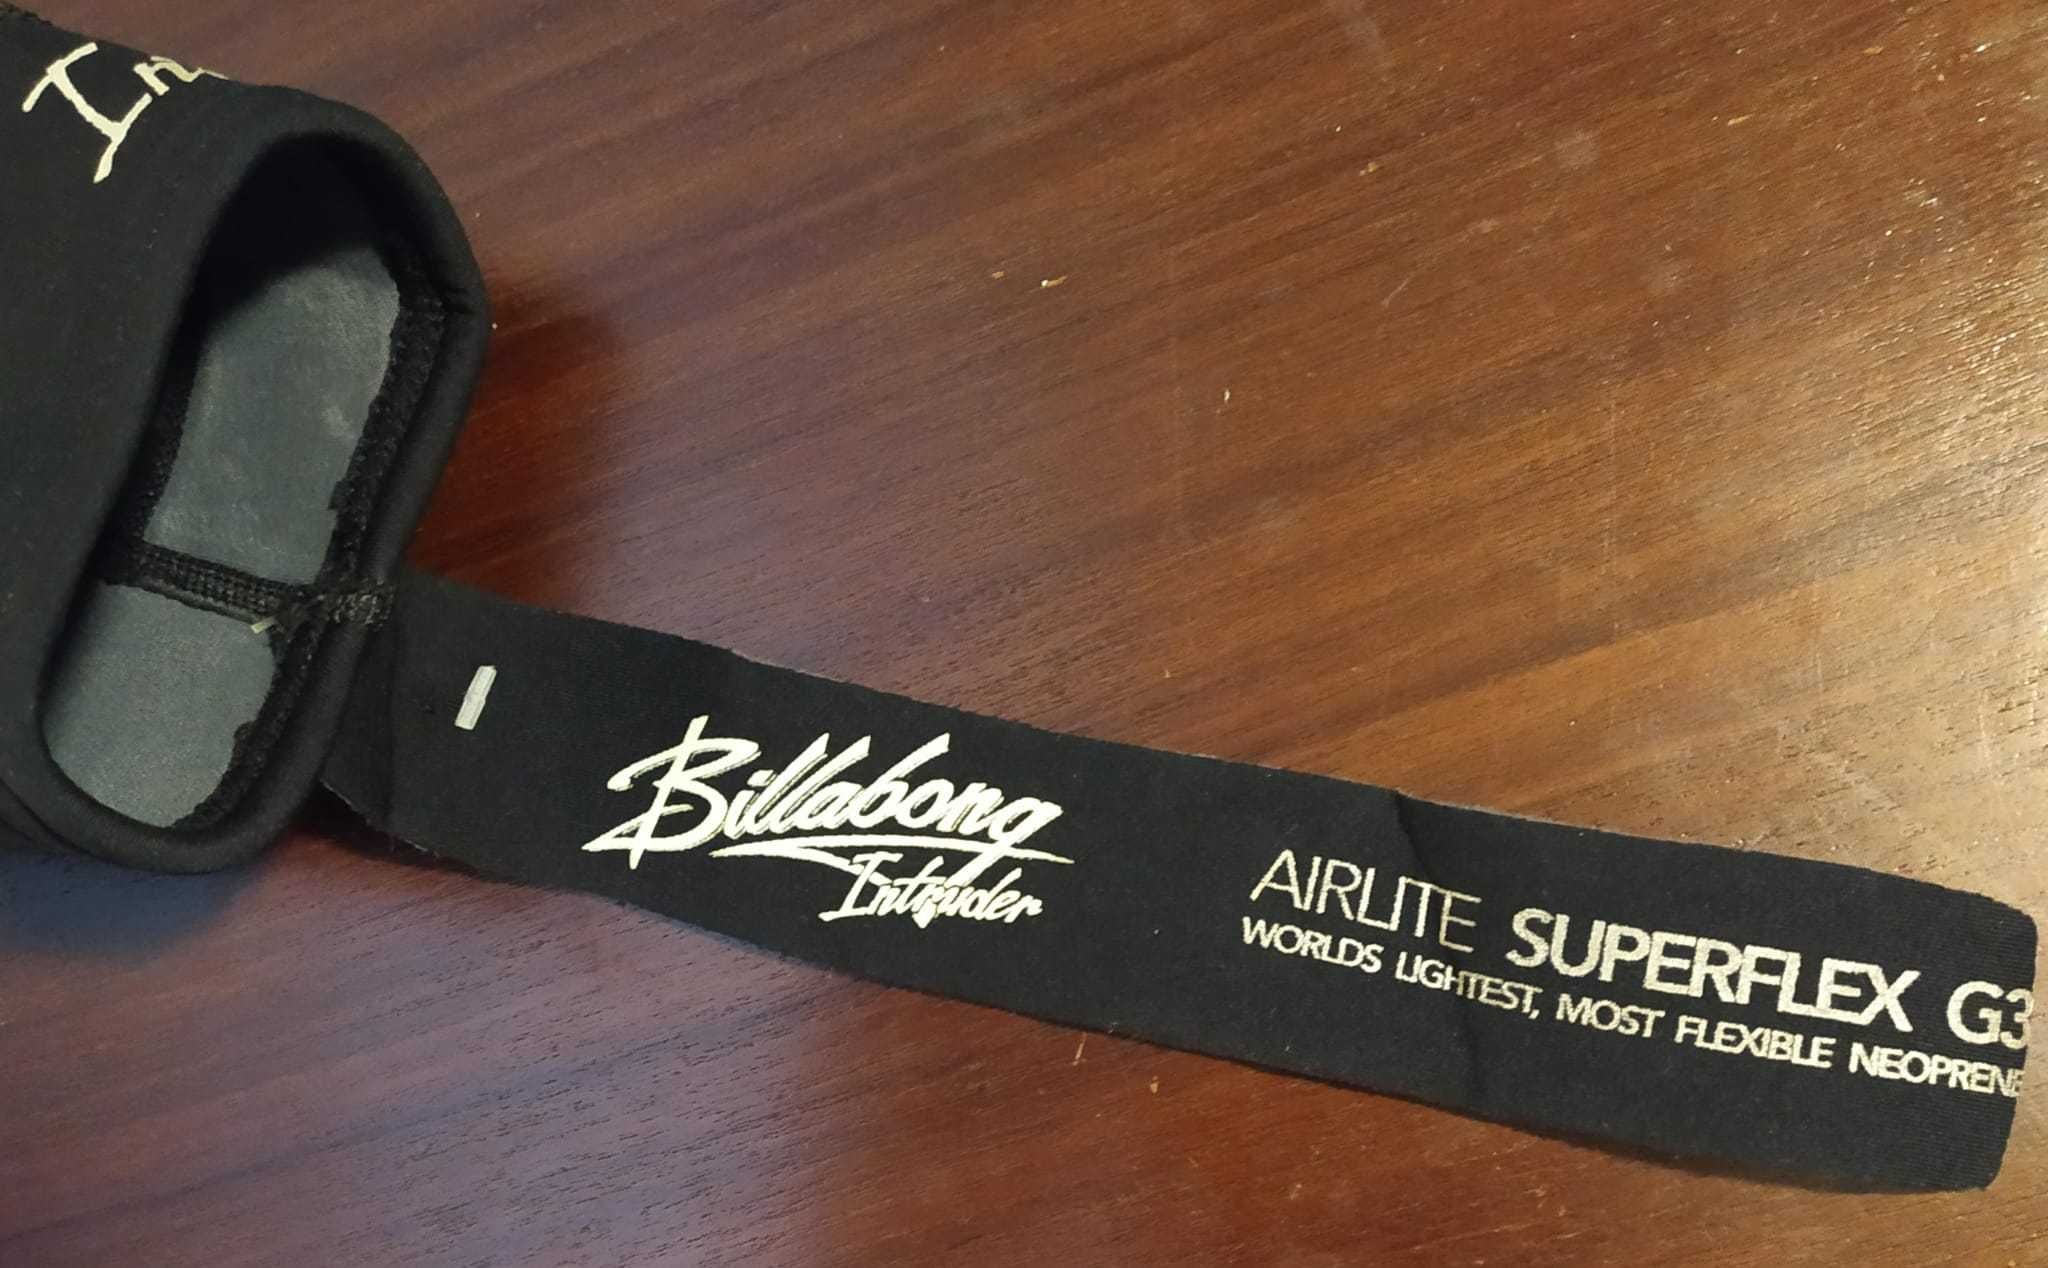 Billabong
Intruder
AIRLITE SUPERFLEX G3
WORLDS LIGHTEST, MOST FLEXIBLE NEOPRENE